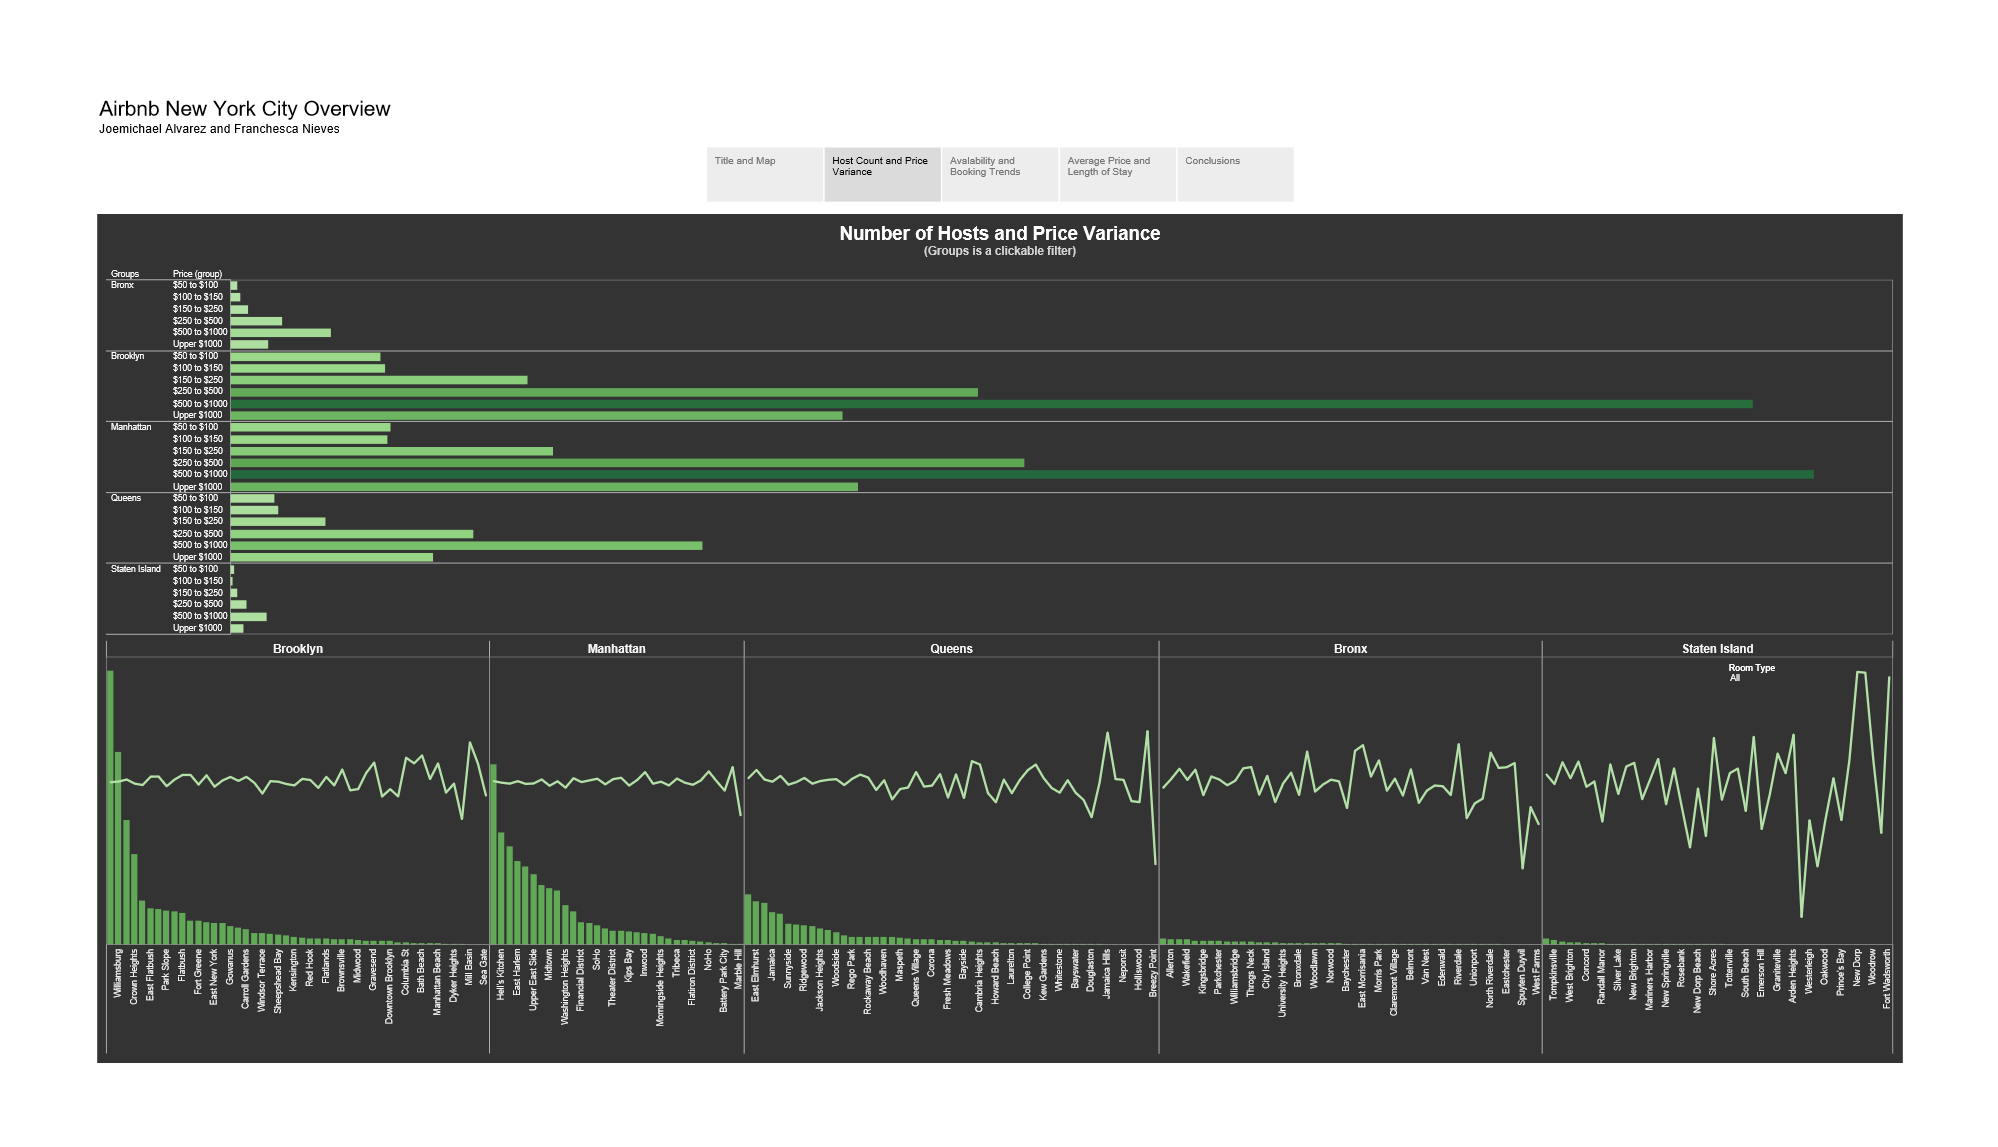 Airbnb New York City Overview
Joemichael Alvarez and Franchesca Nieves
Title and Map
Host Count and Price
Variance
Avalability and
Booking Trends
Average Price and
Length of Stay
Conclusions
Number of Hosts and Price Variance
(Groups is a clickable filter)
Groups Price (group)
Bronx $50 to $100
$100 to $150
$150 to $250
$250 to $500
$500 to $1000
Upper $1000
Brooklyn $50 to $100
$100 to $150
$150 to $250
$250 to $500
$500 to $1000
Upper $1000
Manhattan $50 to $100
$100 to $150
$150 to $250
$250 to $500
$500 to $1000
Upper $1000
Queens $50 to $100
$100 to $150
$150 to $250
$250 to $500
$500 to $1000
Upper $1000
Staten Island $50 to $100
$100 to $150
$150 to $250
$250 to $500
$500 to $1000
Upper $1000
Brooklyn
Manhattan
Queens
Bronx
Staten Island
Room Type
All
Williamsburg
Crown Heights
East Flatbush
Park Slope
Flatbush
Fort Greene
East New York
Gowanus
Carroll Gardens
Windsor Terrace
Sheepshead Bay
Kensington
Red Hook
Flatlands
Brownsville
Midwood
Gravesend
Downtown Brooklyn
Columbia St
Bath Beach
Manhattan Beach
Dyker Heights
Mill Basin
Sea Gate
Hell's Kitchen
East Harlem
Upper East Side
Midtown
Washington Heights
Financial District
SoHo
Theater District
Kips Bay
Inwood
Morningside Heights
Tribeca
Flatiron District
NoHo
Battery Park City
Marble Hill
East Elmhurst
Jamaica
Sunnyside
Ridgewood
Jackson Heights
Woodside
Rego Park
Rockaway Beach
Woodhaven
Maspeth
Queens Village
Corona
Fresh Meadows
Bayside
Cambria Heights
Howard Beach
Laurelton
College Point
Kew Gardens
Whitestone
Bayswater
Douglaston
Jamaica Hills
Neponsit
Holliswood
Breezy Point
Allerton
Wakefield
Kingsbridge
Parkchester
Williamsbridge
Throgs Neck
City Island
University Heights
Bronxdale
Woodlawn
Norwood
Baychester
East Morrisania
Morris Park
Claremont Village
Belmont
Van Nest
Edenwald
Riverdale
Unionport
North Riverdale
Eastchester
Spuyten Duyvil
West Farms
Tompkinsville
West Brighton
Concord
Randall Manor
Silver Lake
New Brighton
Mariners Harbor
New Springville
Rosebank
New Dorp Beach
Shore Acres
Tottenville
South Beach
Emerson Hill
Graniteville
Arden Heights
Westerleigh
Oakwood
Prince's Bay
New Dorp
Woodrow
Fort Wadsworth